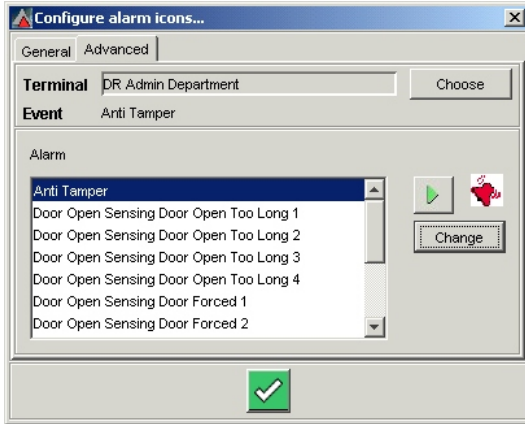 Configure alarm icons...
General Advanced
Terminal DR Admin Department Choose
Event Anti Tamper
Alarm
Anti Tamper
Door Open Sensing Door Open Too Long 1
Door Open Sensing Door Open Too Long 2
Door Open Sensing Door Open Too Long 3
Door Open Sensing Door Open Too Long 4
Door Open Sensing Door Forced 1
Door Open Sensing Door Forced 2
Change